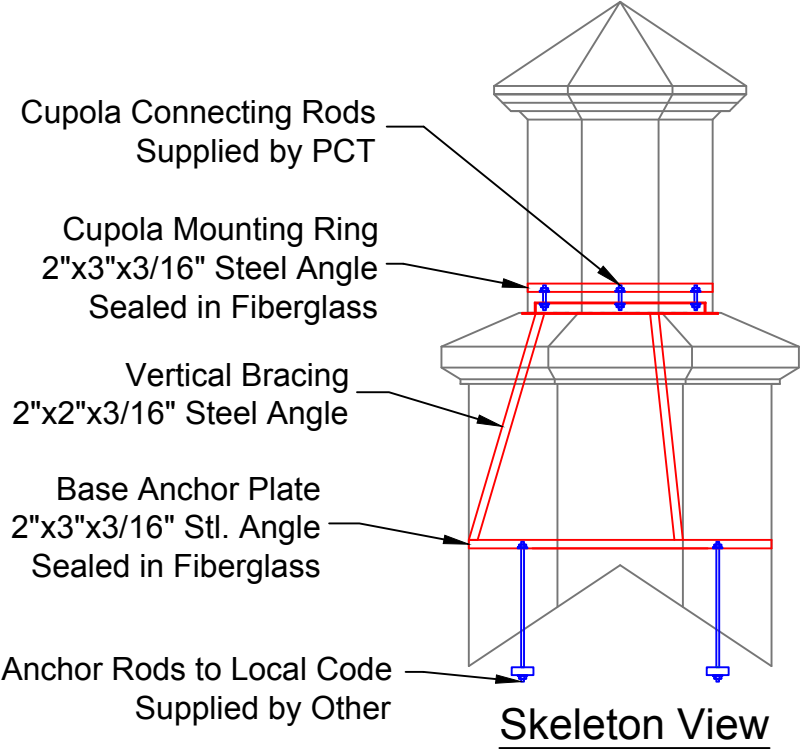 Cupola Connecting Rods
Supplied by PCT
Cupola Mounting Ring
2"x3"x3/16" Steel Angle
Sealed in Fiberglass
Vertical Bracing
2"x2"x3/16" Steel Angle
Base Anchor Plate
2"x3"x3/16" Stl. Angle
Sealed in Fiberglass
Anchor Rods to Local Code
Supplied by Other
Skeleton View